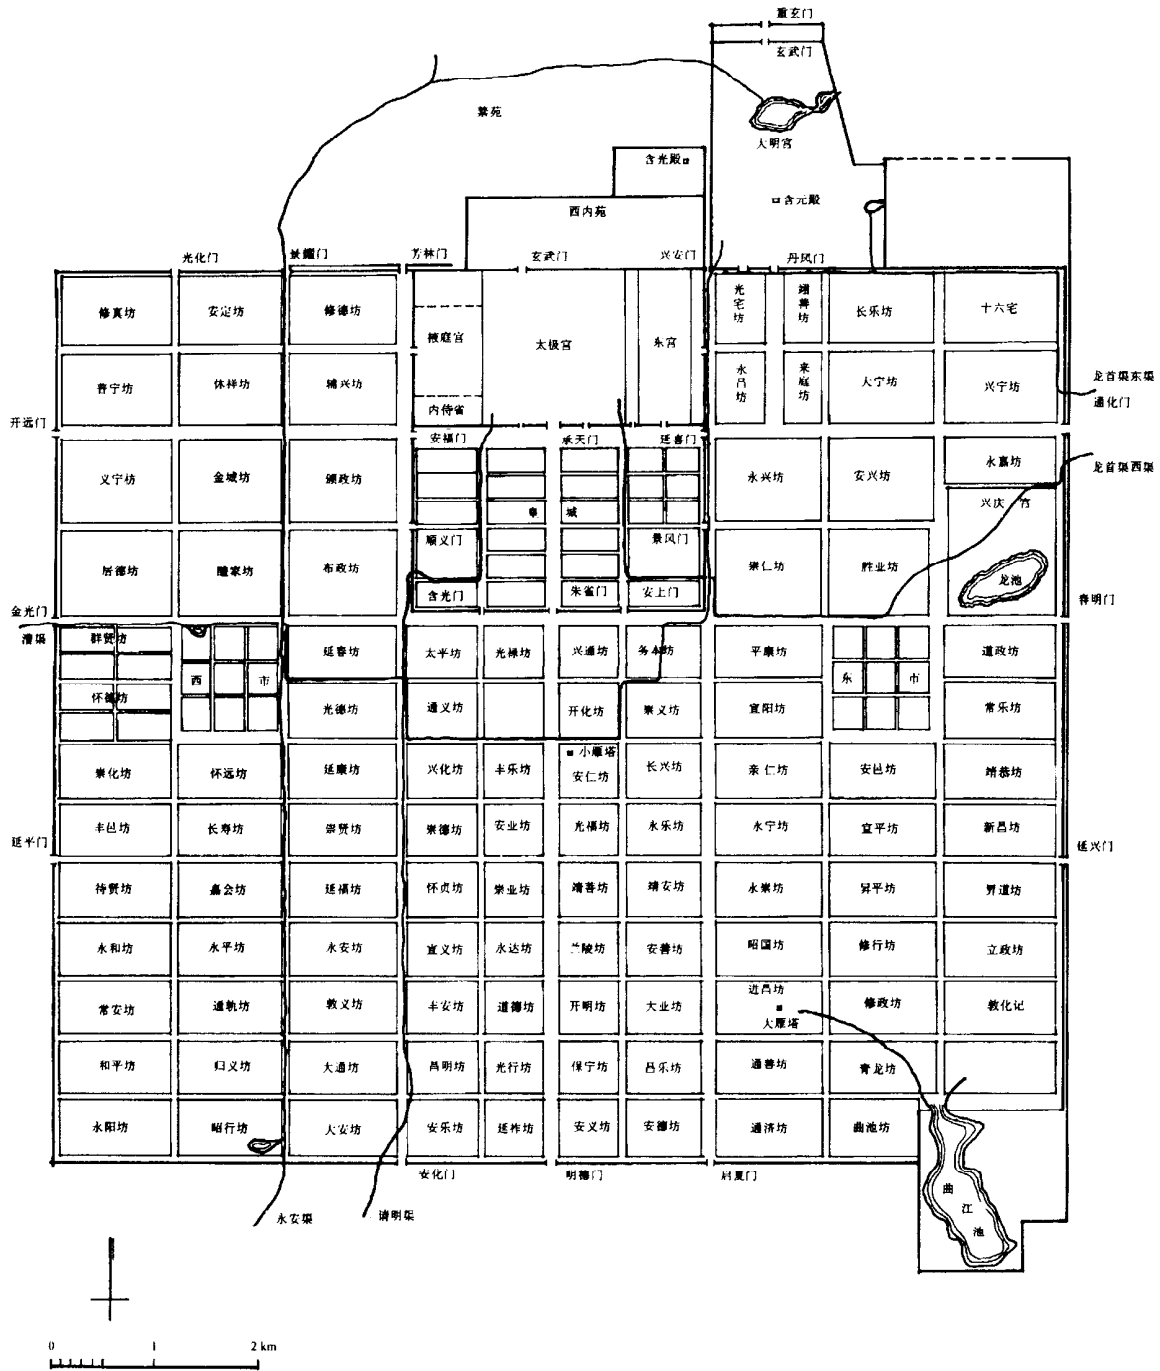 重玄门
玄武门
禁苑
大明宫
含光殿
含元殿
西内苑
光化门
景耀门
芳林门
玄武门
兴安门
丹凤门
修真坊
安定坊
修德坊
掖庭宫
太极宫
东宫
光宅坊
翊善坊
长乐坊
十六宅
普宁坊
休祥坊
辅兴坊
内侍省
永昌坊
来庭坊
大宁坊
兴宁坊
龙首渠东渠
通化门
开远门
安福门
承天门
延喜门
义宁坊
金城坊
颁政坊
皇 城
永兴坊
安兴坊
永嘉坊
龙首渠西渠
兴庆宫
顺义门
景风门
居德坊
醴泉坊
布政坊
含光门
朱雀门
安上门
崇仁坊
胜业坊
龙池
金光门
春明门
漕渠
群贤坊
西 市
延寿坊
太平坊
光禄坊
兴道坊
务本坊
平康坊
东 市
道政坊
怀德坊
光德坊
通义坊
开化坊
崇义坊
宣阳坊
常乐坊
小雁塔
崇化坊
怀远坊
延康坊
兴化坊
丰乐坊
安仁坊
长兴坊
亲仁坊
安邑坊
靖恭坊
延平门
丰邑坊
长寿坊
崇贤坊
崇德坊
安业坊
光福坊
永乐坊
永宁坊
宣平坊
新昌坊
延兴门
待贤坊
嘉会坊
延福坊
怀贞坊
崇业坊
靖善坊
靖安坊
永崇坊
昇平坊
昇道坊
永和坊
永平坊
永安坊
宣义坊
永达坊
兰陵坊
安善坊
昭国坊
修行坊
立政坊
常安坊
通轨坊
敦义坊
丰安坊
道德坊
开明坊
大业坊
进昌坊
大雁塔
修政坊
敦化记
和平坊
归义坊
大通坊
昌明坊
光行坊
保宁坊
吕乐坊
通善坊
青龙坊
永阳坊
昭行坊
大安坊
安乐坊
延祚坊
安义坊
安德坊
通济坊
曲池坊
安化门
明德门
启夏门
曲江池
永安渠
清明渠
0 1 2 km